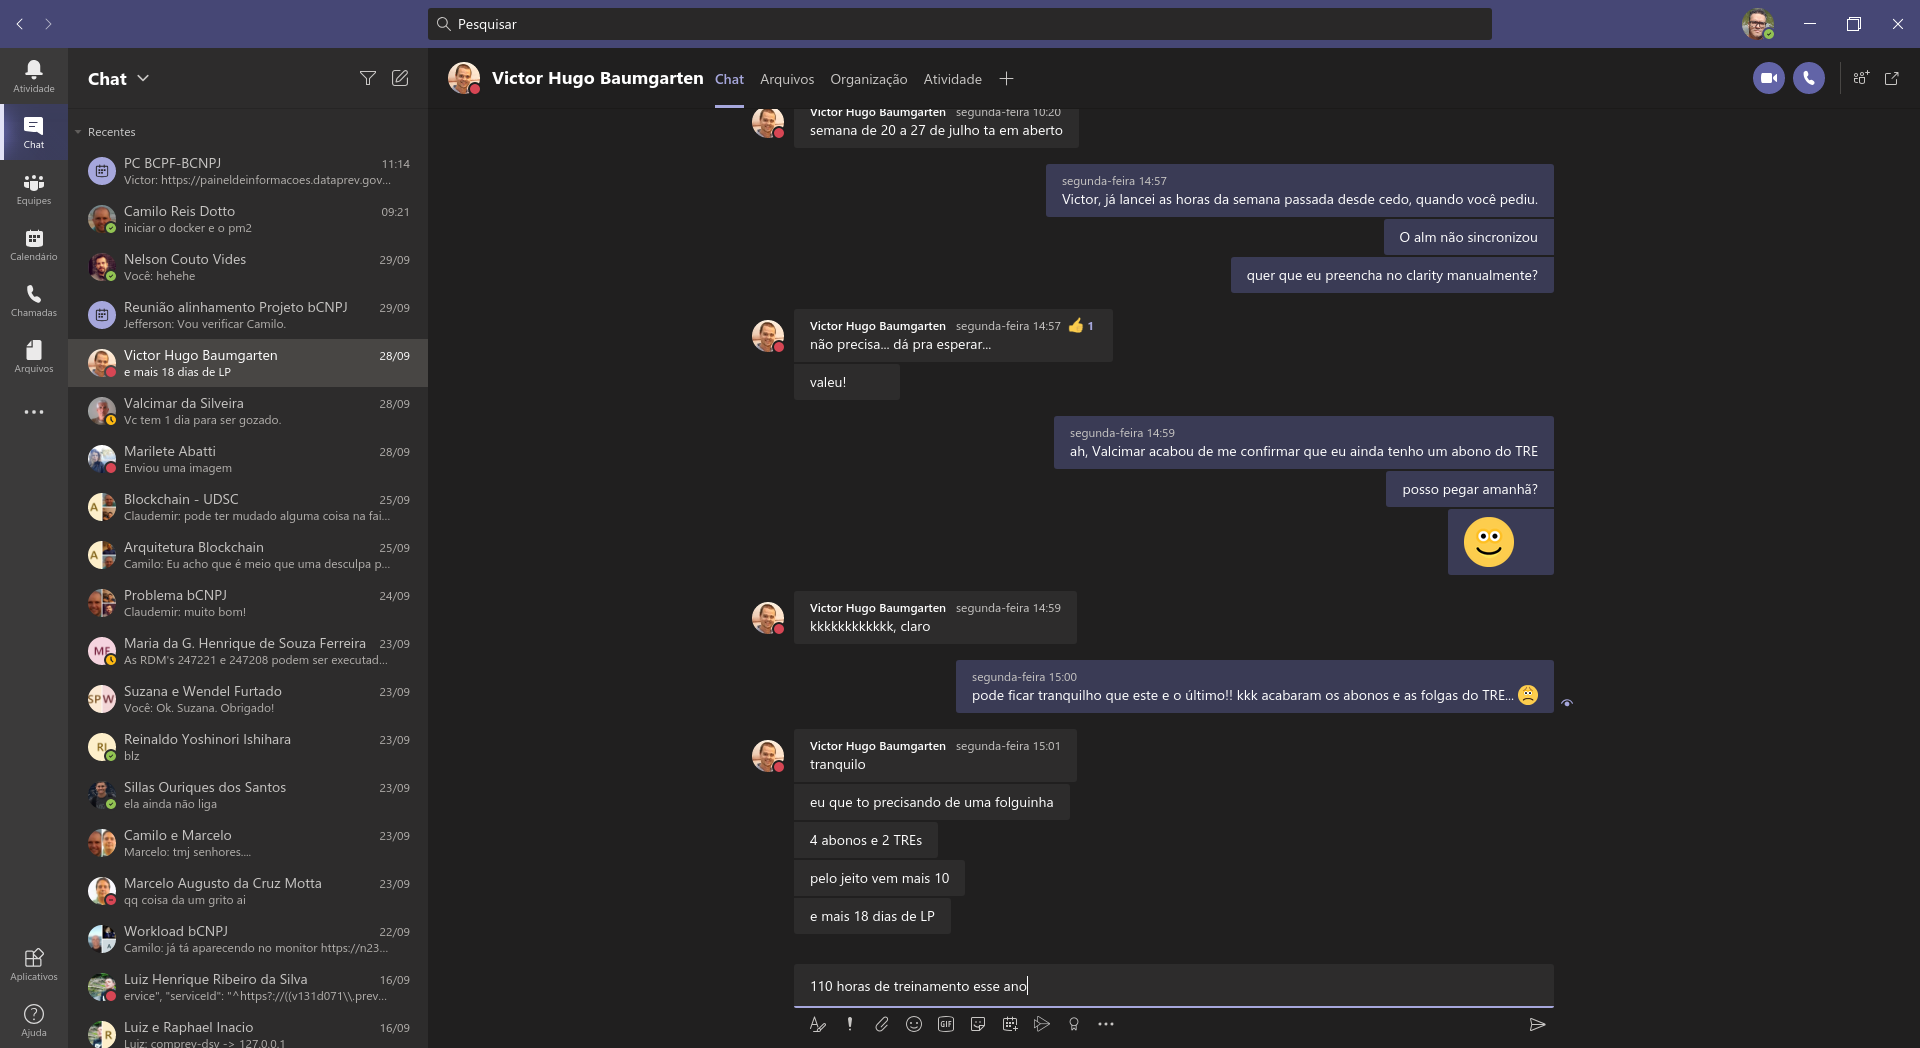 Pesquisar
Atividade
Chat
Equipes
Calendário
Chamadas
Arquivos
Aplicativos
Ajuda
Chat
Recentes
PC BCPF-BCNPJ 11:14
Victor: https://paineldeinformacoes.dataprev.gov...
Camilo Reis Dotto 09:21
iniciar o docker e o pm2
Nelson Couto Vides 29/09
Você: hehehe
Reunião alinhamento Projeto bCNPJ 29/09
Jefferson: Vou verificar Camilo.
Victor Hugo Baumgarten 28/09
e mais 18 dias de LP
Valcimar da Silveira 28/09
Vc tem 1 dia para ser gozado.
Marilete Abatti 28/09
Enviou uma imagem
Blockchain - UDSC 25/09
A
Claudemir: pode ter mudado alguma coisa na fai...
Arquitetura Blockchain 25/09
A
Camilo: Eu acho que é meio que uma desculpa p...
Problema bCNPJ 24/09
Claudemir: muito bom!
Maria da G. Henrique de Souza Ferreira 23/09
MF
As RDM's 247221 e 247208 podem ser executad...
Suzana e Wendel Furtado 23/09
SPW
Você: Ok. Suzana. Obrigado!
Reinaldo Yoshinori Ishihara 23/09
RI
blz
Sillas Ouriques dos Santos 23/09
ela ainda não liga
Camilo e Marcelo 23/09
Marcelo: tmj senhores....
Marcelo Augusto da Cruz Motta 23/09
qq coisa da um grito ai
Workload bCNPJ 22/09
Camilo: já tá aparecendo no monitor https://n23...
Luiz Henrique Ribeiro da Silva 16/09
ervice", "serviceId": "^https?://((v131d071\\.prev...
Luiz e Raphael Inacio 16/09
R
Luiz: comprev-dsv -> 127.0.0.1
Victor Hugo Baumgarten Chat Arquivos Organização Atividade
Victor Hugo Baumgarten segunda-feira 10:20
semana de 20 a 27 de julho ta em aberto
segunda-feira 14:57
Victor, já lancei as horas da semana passada desde cedo, quando você pediu.
O alm não sincronizou
quer que eu preencha no clarity manualmente?
Victor Hugo Baumgarten segunda-feira 14:57 1
não precisa... dá pra esperar...
valeu!
segunda-feira 14:59
ah, Valcimar acabou de me confirmar que eu ainda tenho um abono do TRE
posso pegar amanhã?
Victor Hugo Baumgarten segunda-feira 14:59
kkkkkkkkkkkk, claro
segunda-feira 15:00
pode ficar tranquilho que este e o último!! kkk acabaram os abonos e as folgas do TRE...
Victor Hugo Baumgarten segunda-feira 15:01
tranquilo
eu que to precisando de uma folguinha
4 abonos e 2 TREs
pelo jeito vem mais 10
e mais 18 dias de LP
110 horas de treinamento esse ano
GIF